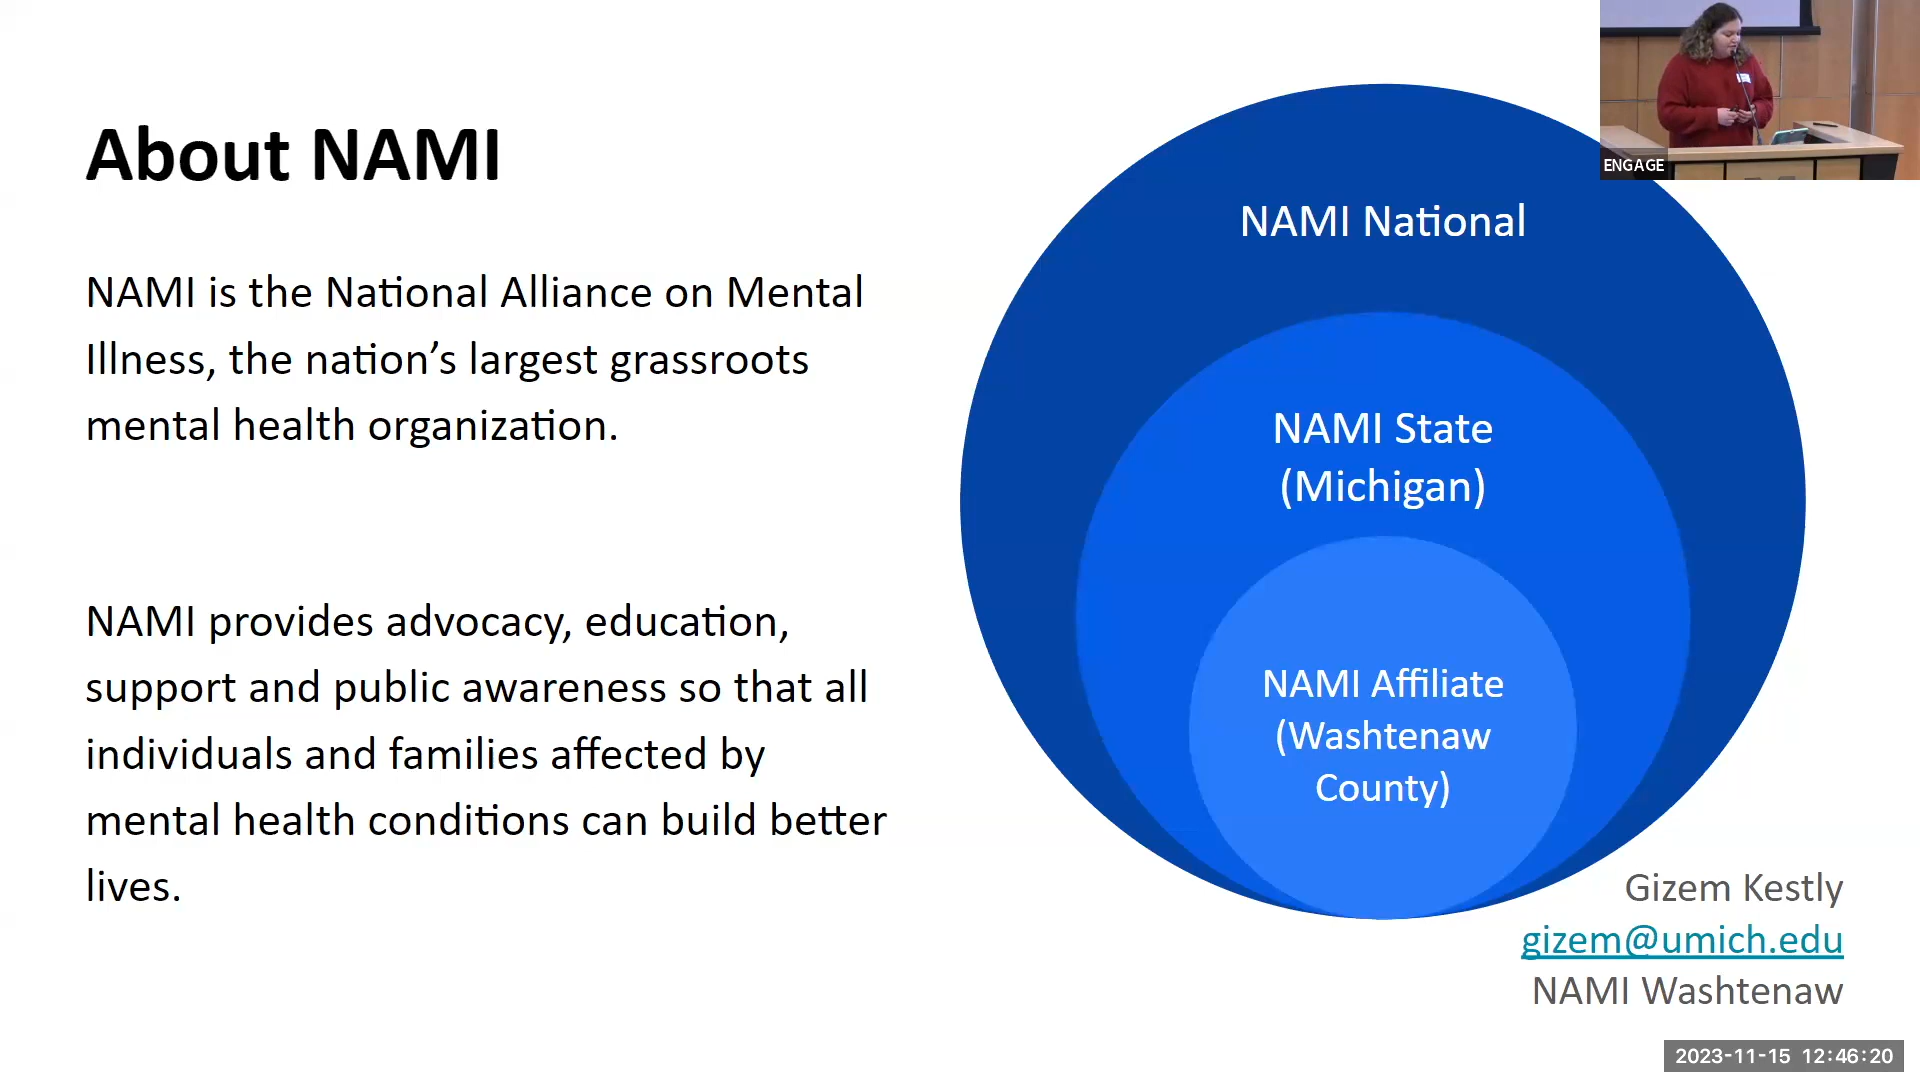 About NAMI
NAMI is the National Alliance on Mental
Illness, the nation’s largest grassroots
mental health organization.
NAMI provides advocacy, education,
support and public awareness so that all
individuals and families affected by
mental health conditions can build better
lives.
NAMI National
NAMI State
(Michigan)
NAMI Affiliate
(Washtenaw
County)
Gizem Kestly
gizem@umich.edu
NAMI Washtenaw
ENGAGE
2023-11-15 12:46:20